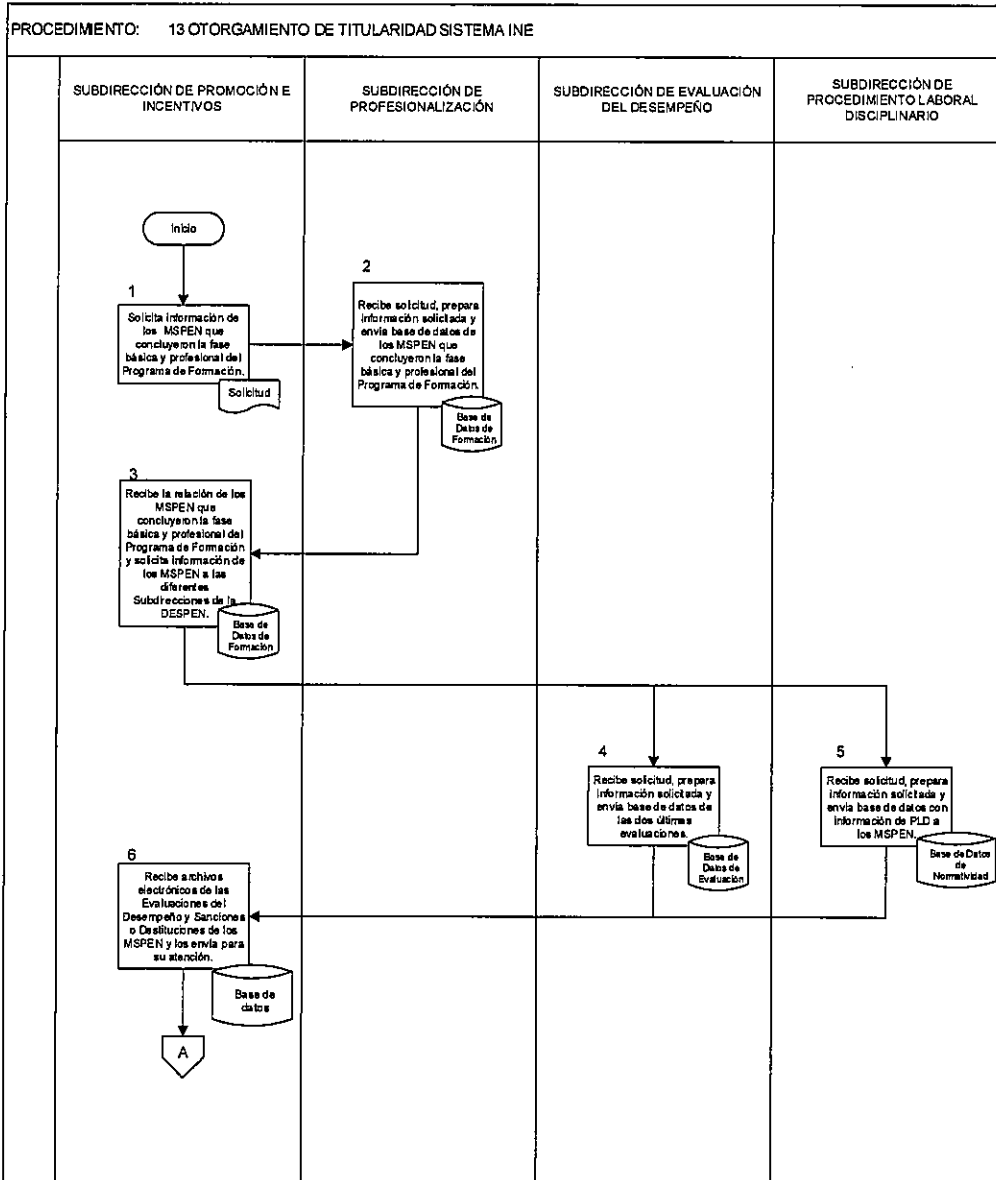 PROCEDIMIENTO: 13 OTORGAMIENTO DE TITULARIDAD SISTEMA INE
SUBDIRECCIÓN DE PROMOCIÓN E
INCENTIVOS
SUBDIRECCIÓN DE
PROFESIONALIZACIÓN
SUBDIRECCIÓN DE EVALUACIÓN
DEL DESEMPEÑO
SUBDIRECCIÓN DE
PROCEDIMIENTO LABORAL
DISCIPLINARIO
Inicio
1
Solicita información de
los MSPEN que
concluyeron la fase
básica y profesional del
Programa de Formación.
Solicitud
2
Recibe solicitud, prepara
información solicitada y
envía base de datos de
los MSPEN que
concluyeron la fase
básica y profesional del
Programa de Formación.
Base de
Datos de
Formación
3
Recibe la relación de los
MSPEN que
concluyeron la fase
básica y profesional del
Programa de Formación
y solicita información de
los MSPEN a las
diferentes
Subdirecciones de la
DESPEN.
Base de
Datos de
Formación
4
Recibe solicitud, prepara
información solicitada y
envía base de datos de
las dos últimas
evaluaciones.
Base de
Datos de
Evaluación
5
Recibe solicitud, prepara
información solicitada y
envía base de datos con
información de PLD a
los MSPEN.
Base de Datos
de
Normatividad
6
Recibe archivos
electrónicos de las
Evaluaciones del
Desempeño y Sanciones
o Destituciones de los
MSPEN y los envía para
su atención.
Base de
datos
A